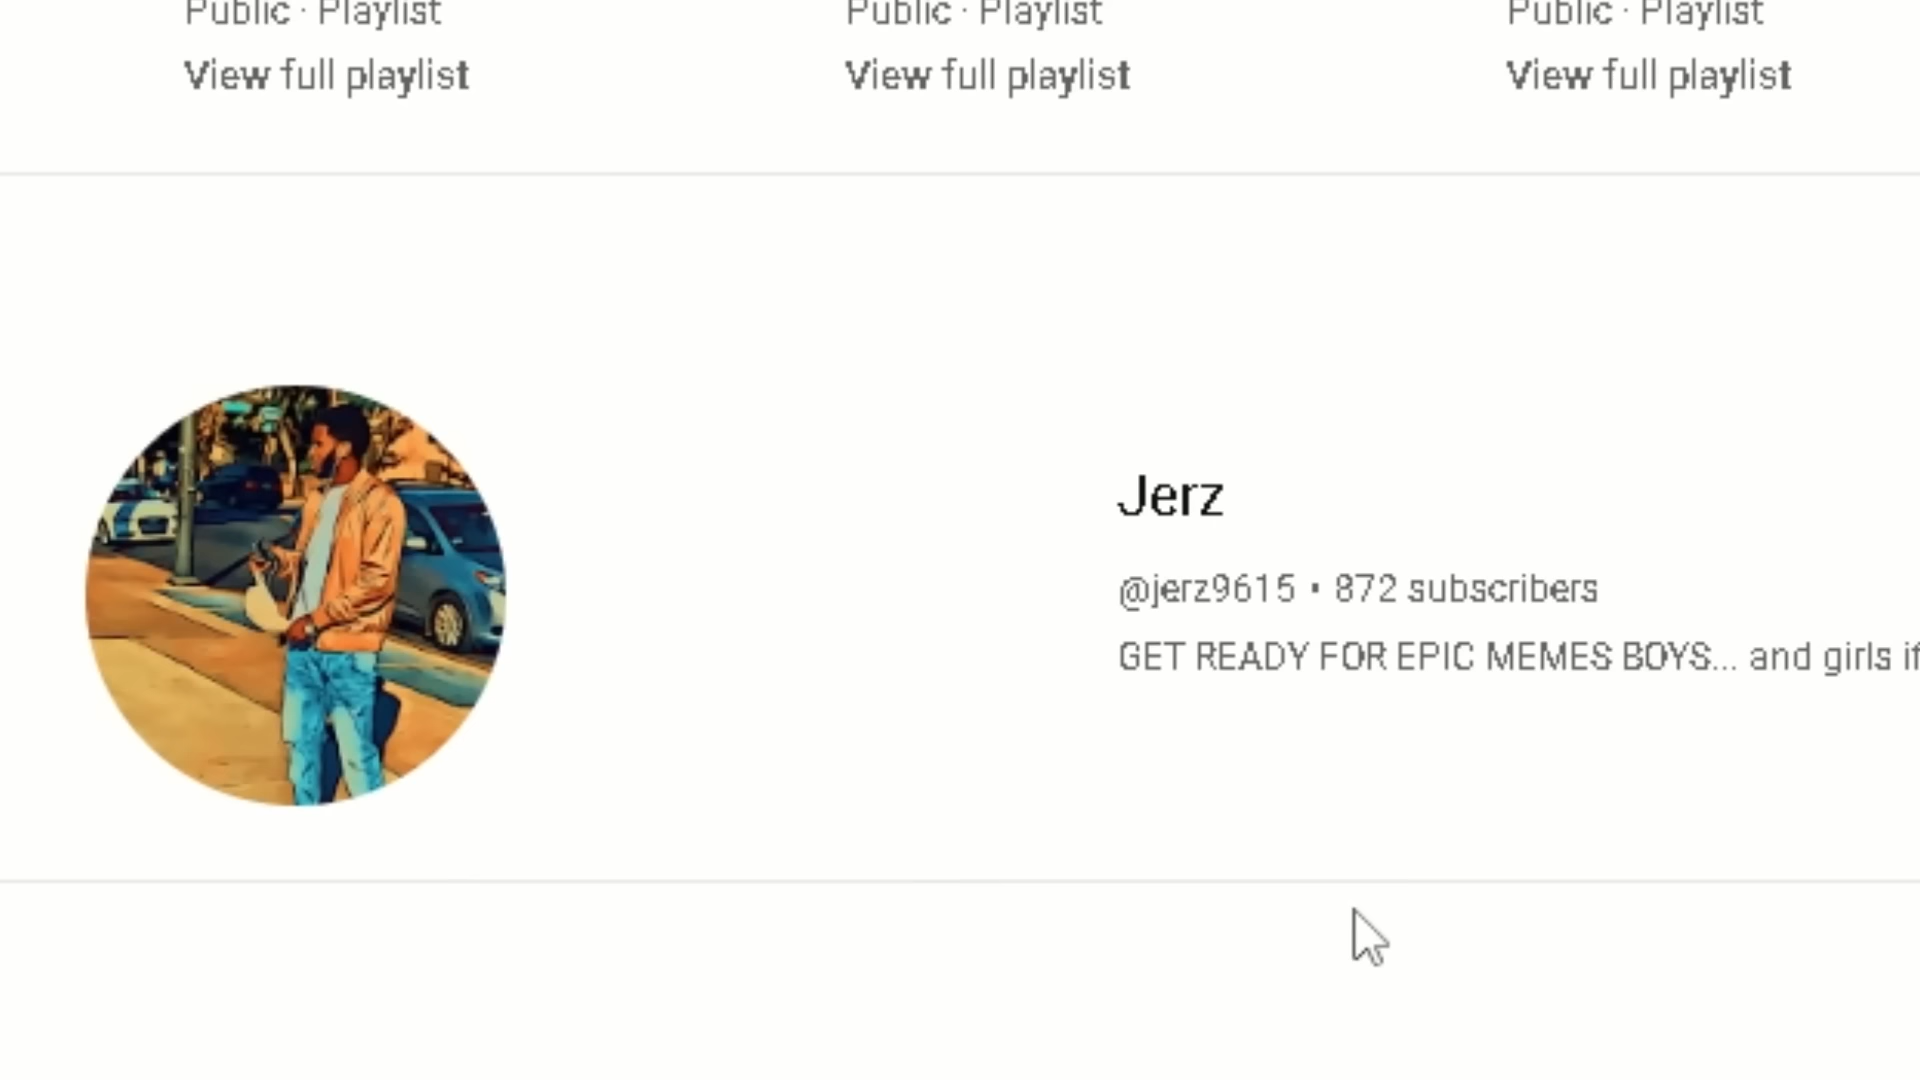 Public · Playlist Public · Playlist Public · Playlist
View full playlist View full playlist View full playlist
Jerz
@jerz9615 • 872 subscribers
GET READY FOR EPIC MEMES BOYS... and girls if